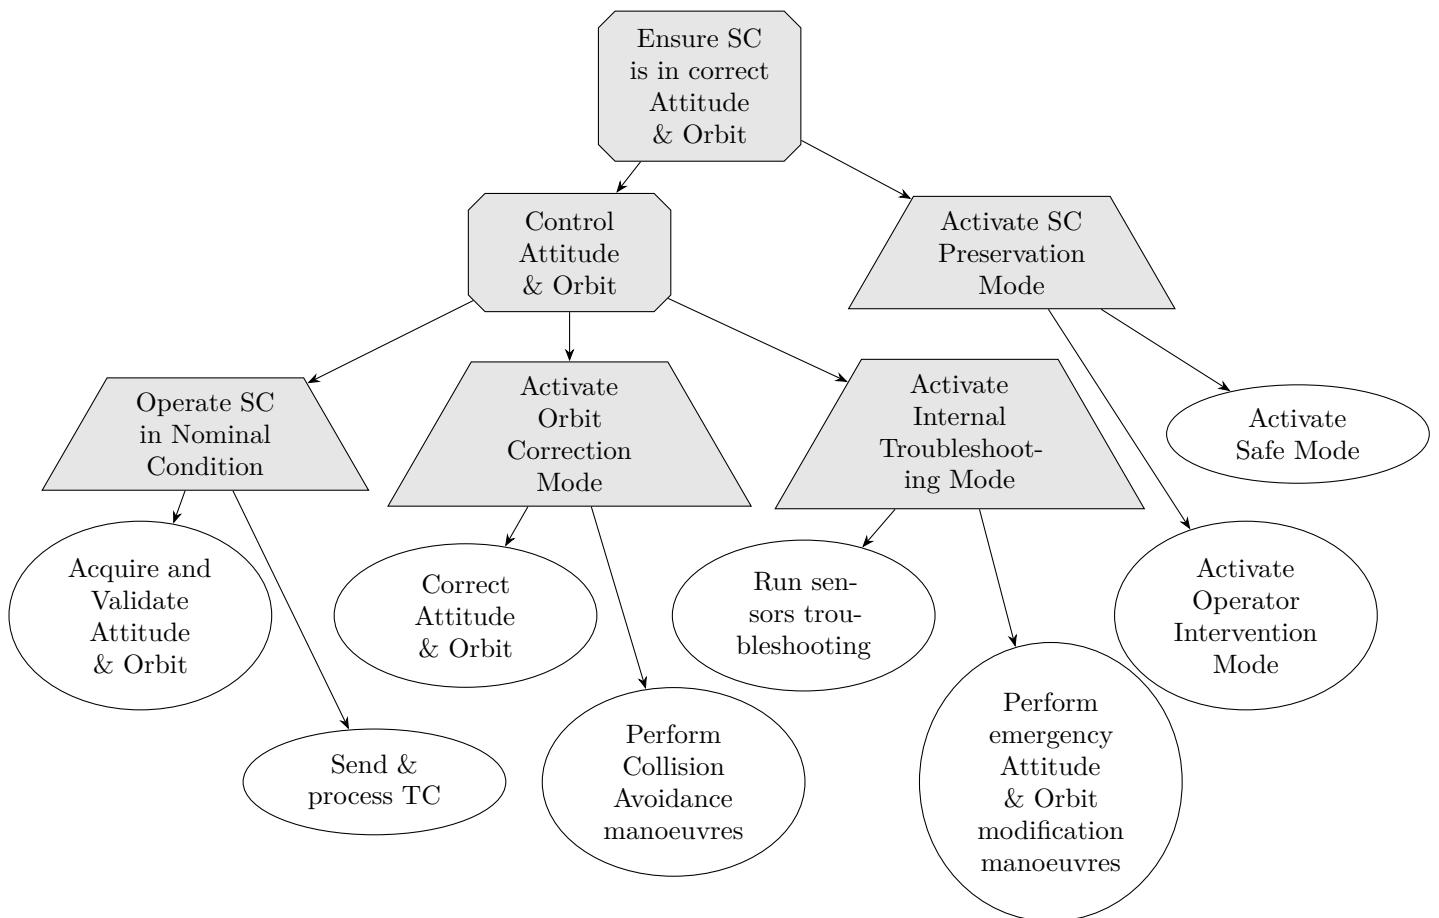 Ensure SC
is in correct
Attitude
& Orbit
Control
Attitude
& Orbit
Activate SC
Preservation
Mode
Operate SC
in Nominal
Condition
Activate
Orbit
Correction
Mode
Activate
Internal
Troubleshoot-
ing Mode
Activate
Safe Mode
Acquire and
Validate
Attitude
& Orbit
Correct
Attitude
& Orbit
Run sen-
sors trou-
bleshooting
Activate
Operator
Intervention
Mode
Send &
process TC
Perform
Collision
Avoidance
manoeuvres
Perform
emergency
Attitude
& Orbit
modification
manoeuvres